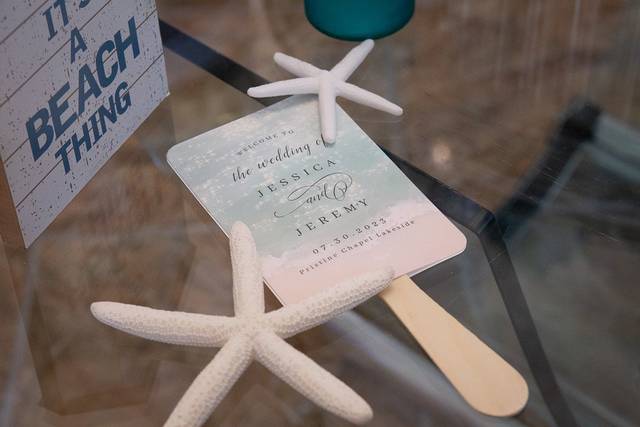 IT'S
A
BEACH
THING
WELCOME TO
the wedding of
JESSICA
and
JEREMY
07.30.2023
Pristine Chapel Lakeside